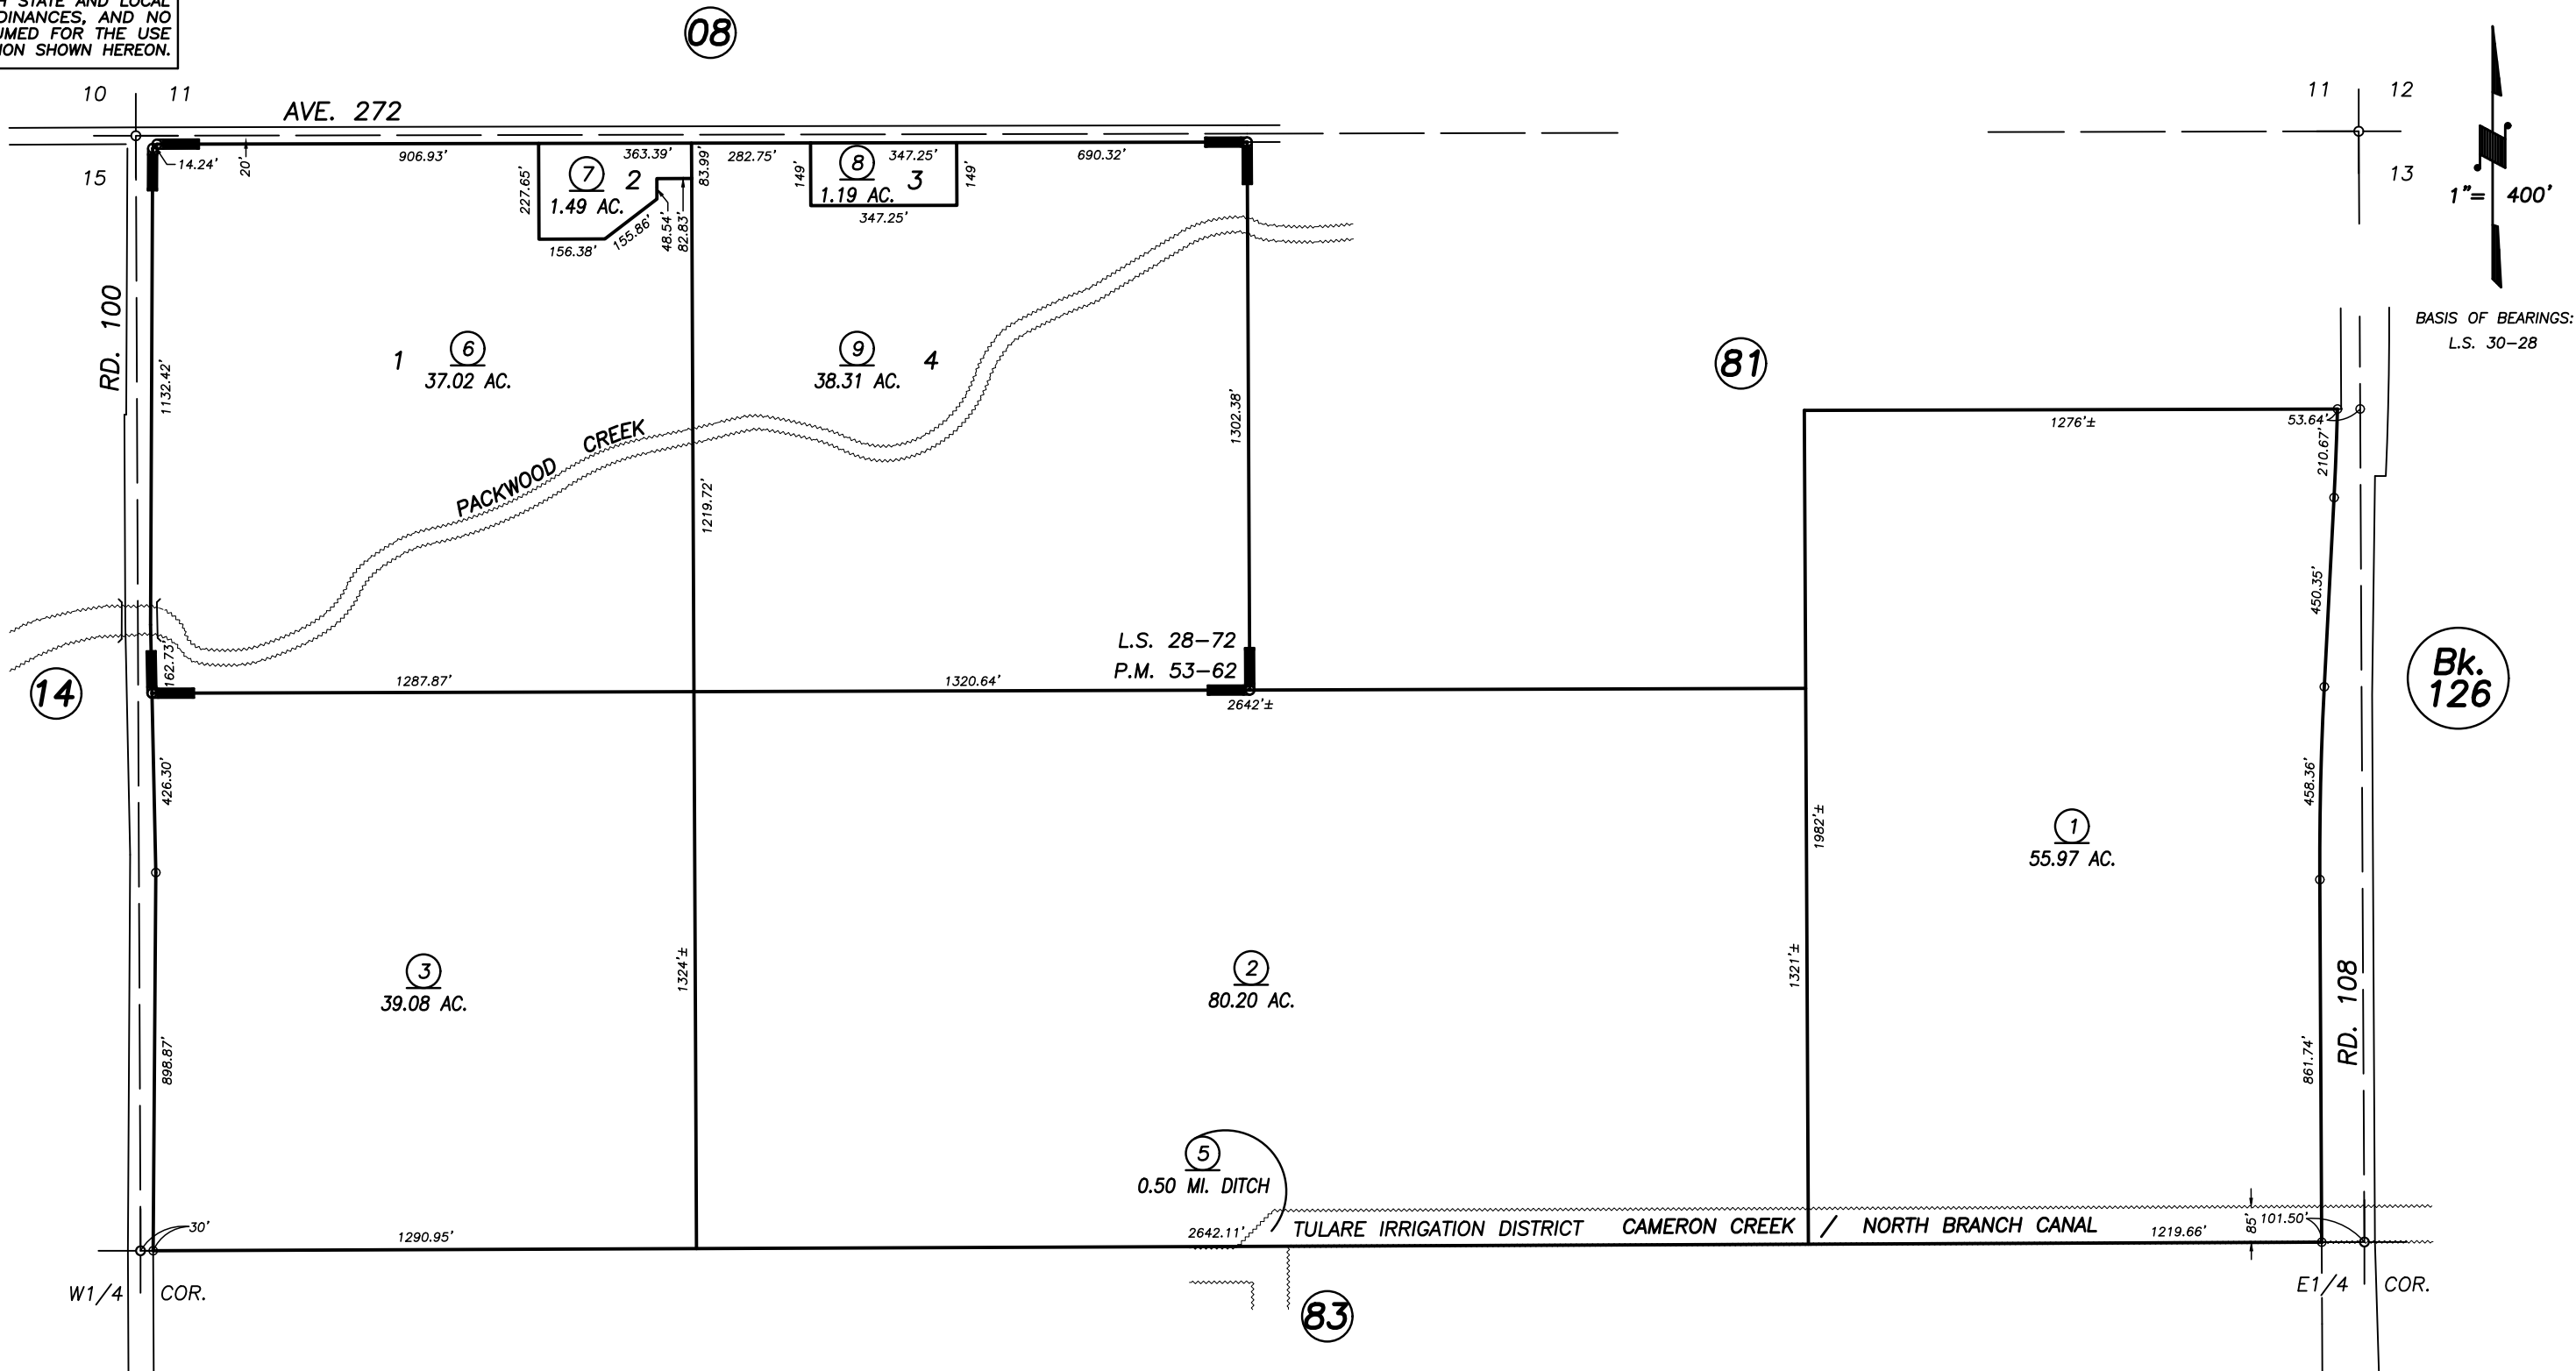 H STATE AND LOCAL
DINANCES, AND NO
UMED FOR THE USE
ION SHOWN HEREON.
08
10 11
AVE. 272
11 12
15
13
14.24'
20'
906.93'
363.39'
83.99'
282.75'
347.25'
690.32'
227.65'
7 2
1.49 AC.
149'
8 3
1.19 AC.
149'
347.25'
156.38'
155.86'
48.54'
82.83'
1"= 400'
BASIS OF BEARINGS:
L.S. 30-28
RD. 100
1132.42'
1 6
37.02 AC.
9 4
38.31 AC.
81
1302.38'
1276'±
53.64'
210.67'
PACKWOOD CREEK
1219.72'
450.35'
L.S. 28-72
P.M. 53-62
162.73'
14
1287.87'
1320.64'
2642'±
Bk.
126
426.30'
458.36'
1982'±
1
55.97 AC.
3
39.08 AC.
1324'±
2
80.20 AC.
1321'±
RD. 108
898.87'
861.74'
5
0.50 MI. DITCH
30'
1290.95'
2642.11'
TULARE IRRIGATION DISTRICT CAMERON CREEK / NORTH BRANCH CANAL
1219.66'
85'
101.50'
W1/4 COR.
E1/4 COR.
83